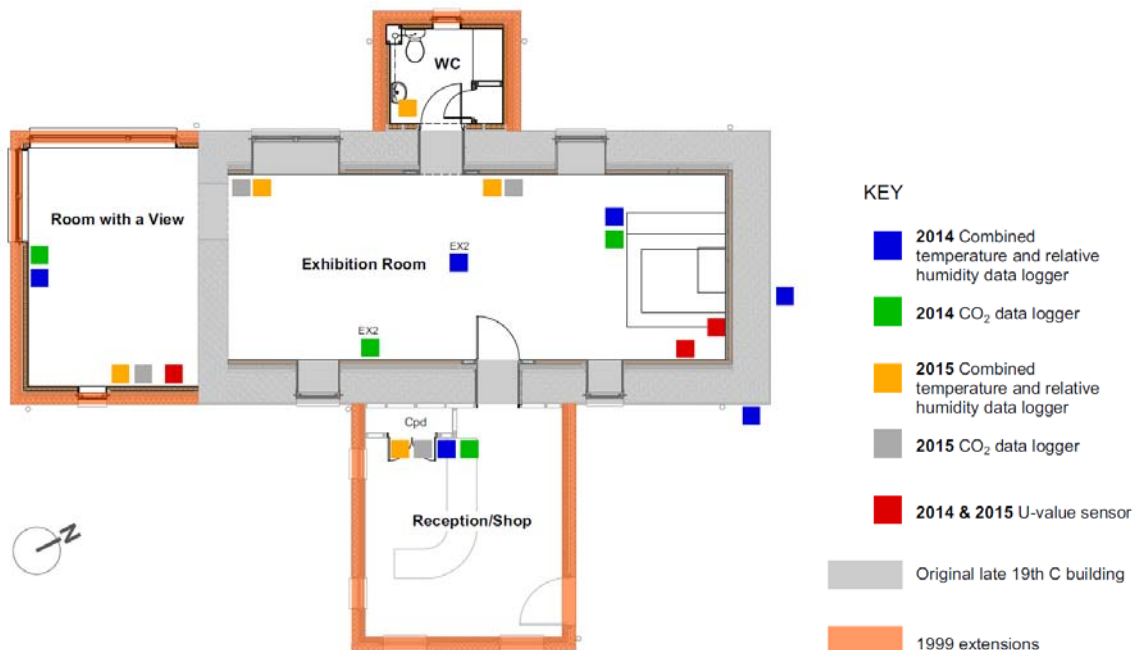 WC
Room with a View
Exhibition Room
EX2
EX2
Cpd
Reception/Shop
N
KEY
2014 Combined
temperature and relative
humidity data logger
2014 CO₂ data logger
2015 Combined
temperature and relative
humidity data logger
2015 CO₂ data logger
2014 & 2015 U-value sensor
Original late 19th C building
1999 extensions